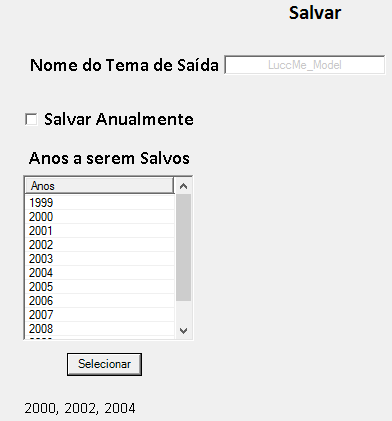 Salvar
Nome do Tema de Saída LuccMe_Model
Salvar Anualmente
Anos a serem Salvos
Anos
1999
2000
2001
2002
2003
2004
2005
2006
2007
2008
Selecionar
2000, 2002, 2004